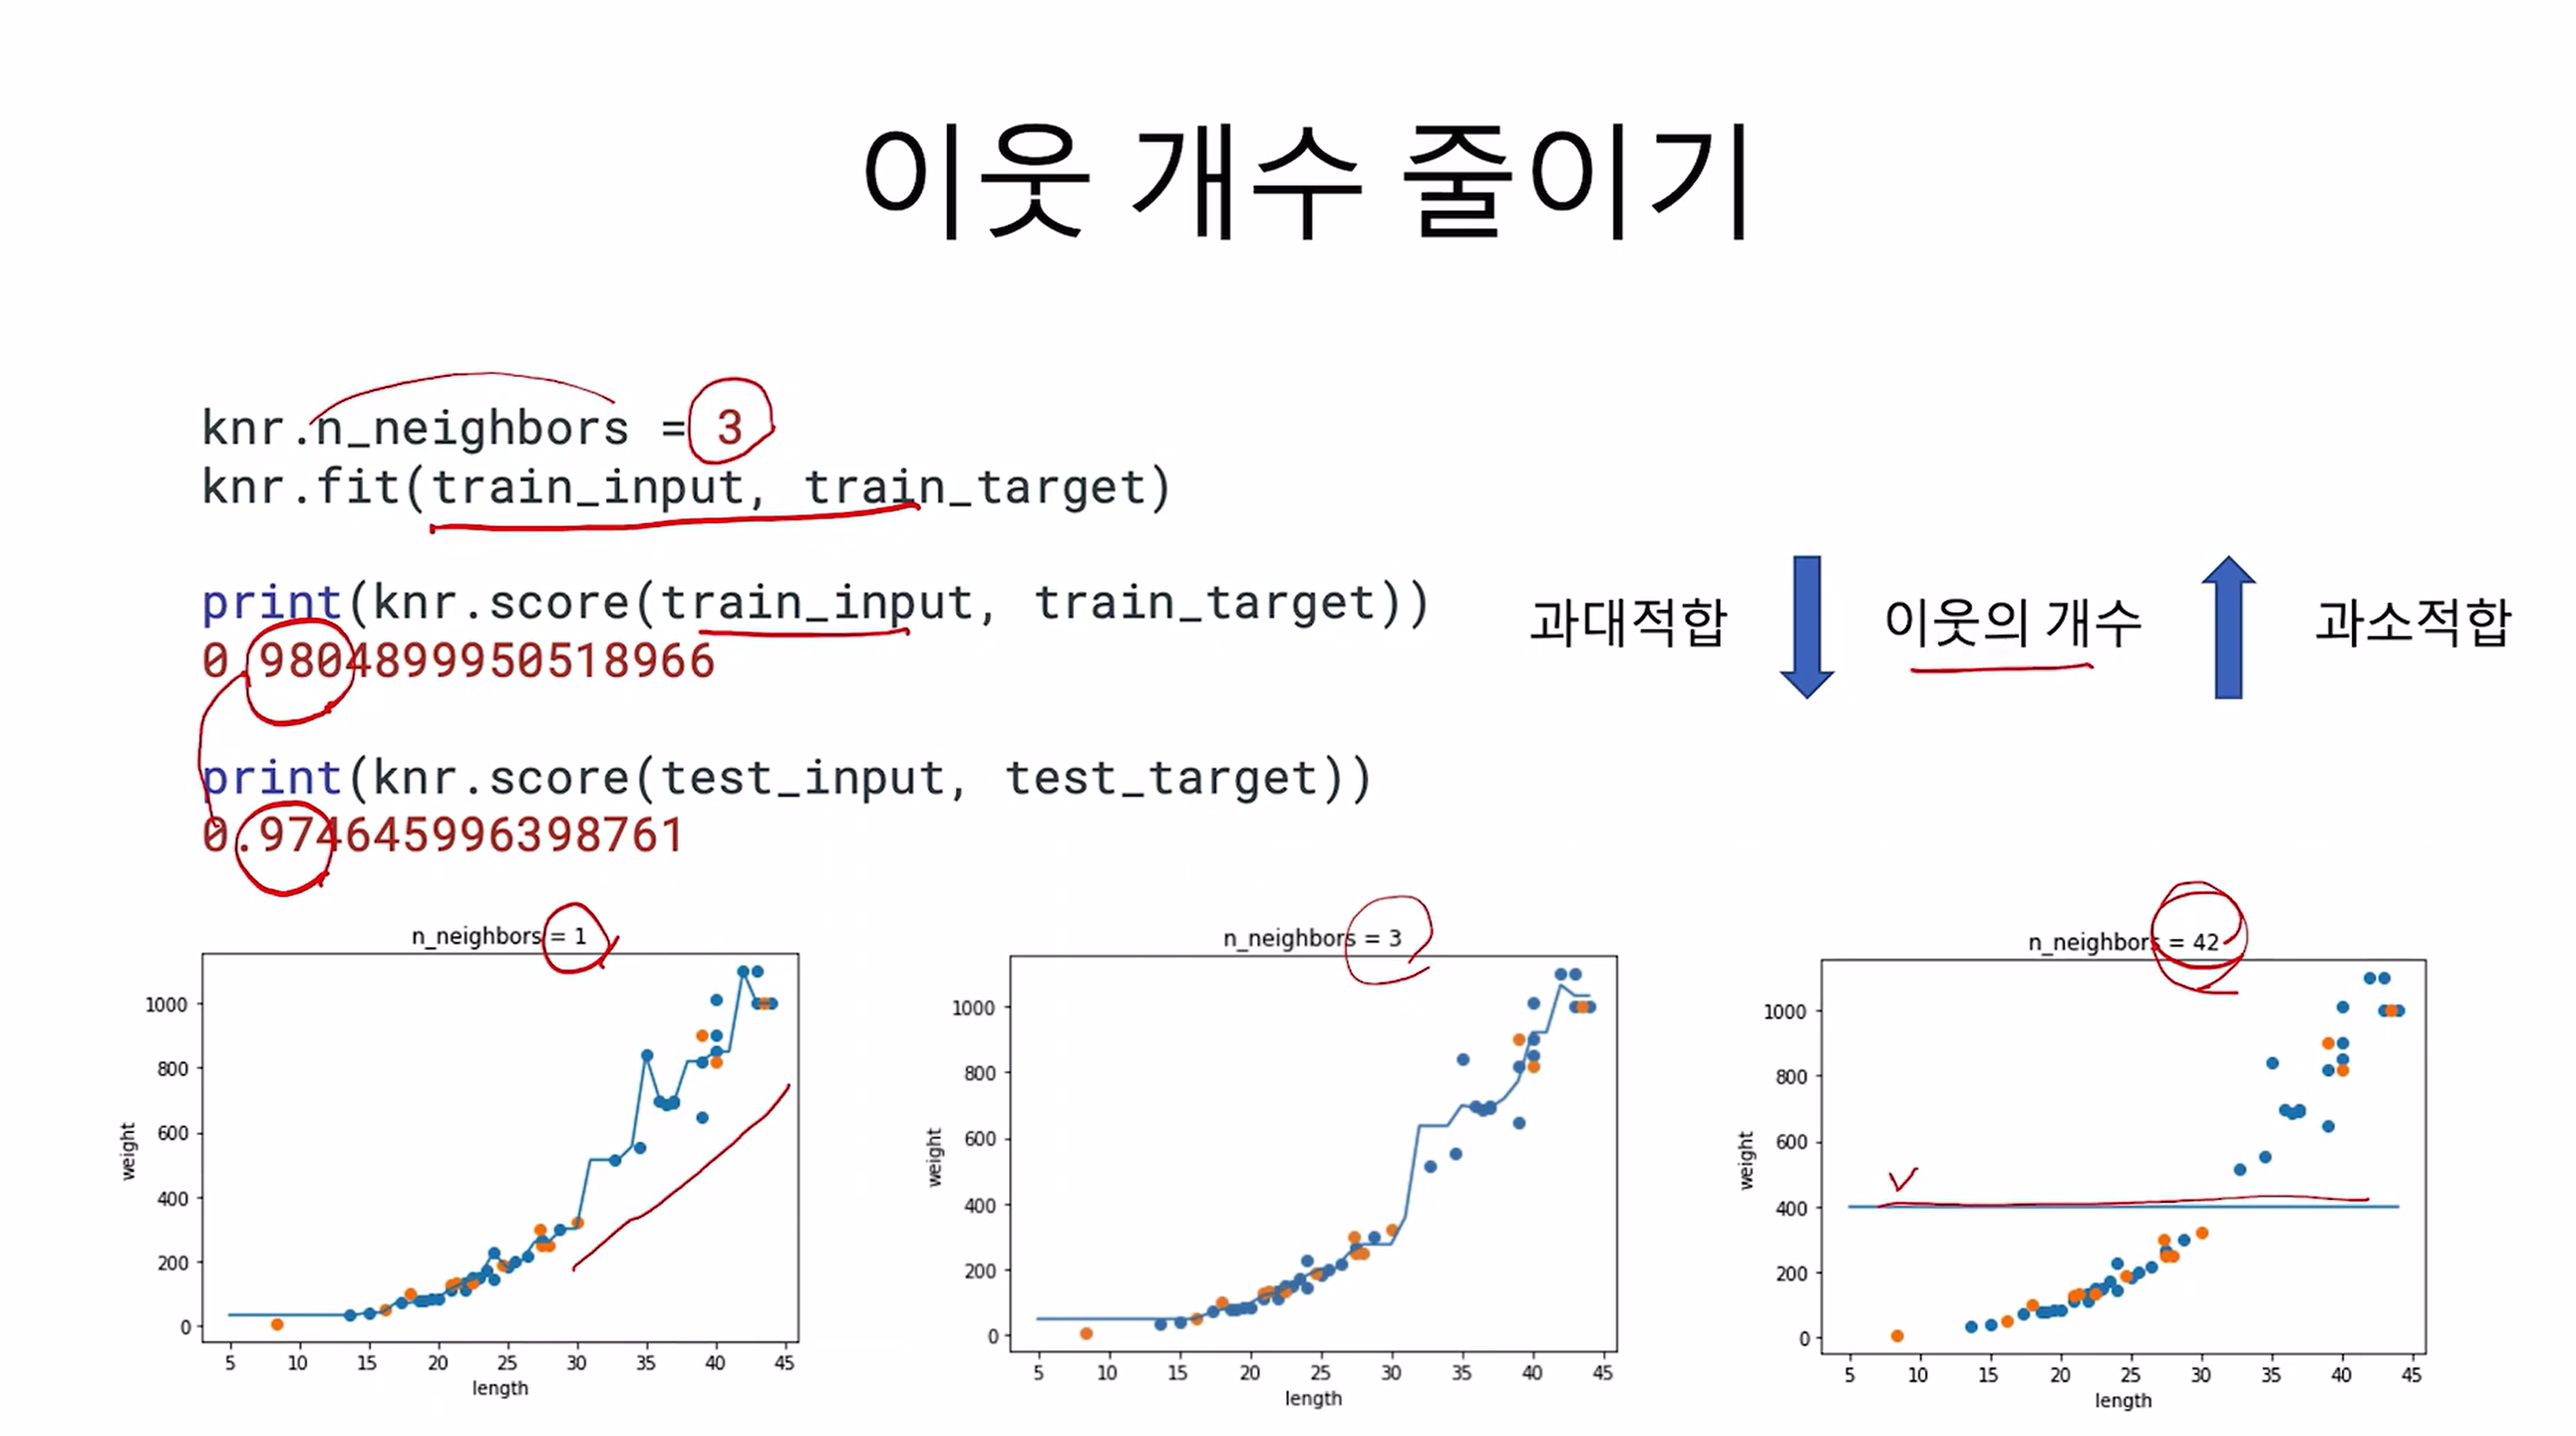 이웃 개수 줄이기
knr.n_neighbors = 3
knr.fit(train_input, train_target)
print(knr.score(train_input, train_target))
0.9804899950518966
print(knr.score(test_input, test_target))
0.974645996398761
과대적합 이웃의 개수 과소적합
n_neighbors = 1
1000
800
600
400
200
0
weight
5 10 15 20 25 30 35 40 45
length
n_neighbors = 3
1000
800
600
400
200
0
weight
5 10 15 20 25 30 35 40 45
length
n_neighbors = 42
1000
800
600
400
200
0
weight
5 10 15 20 25 30 35 40 45
length